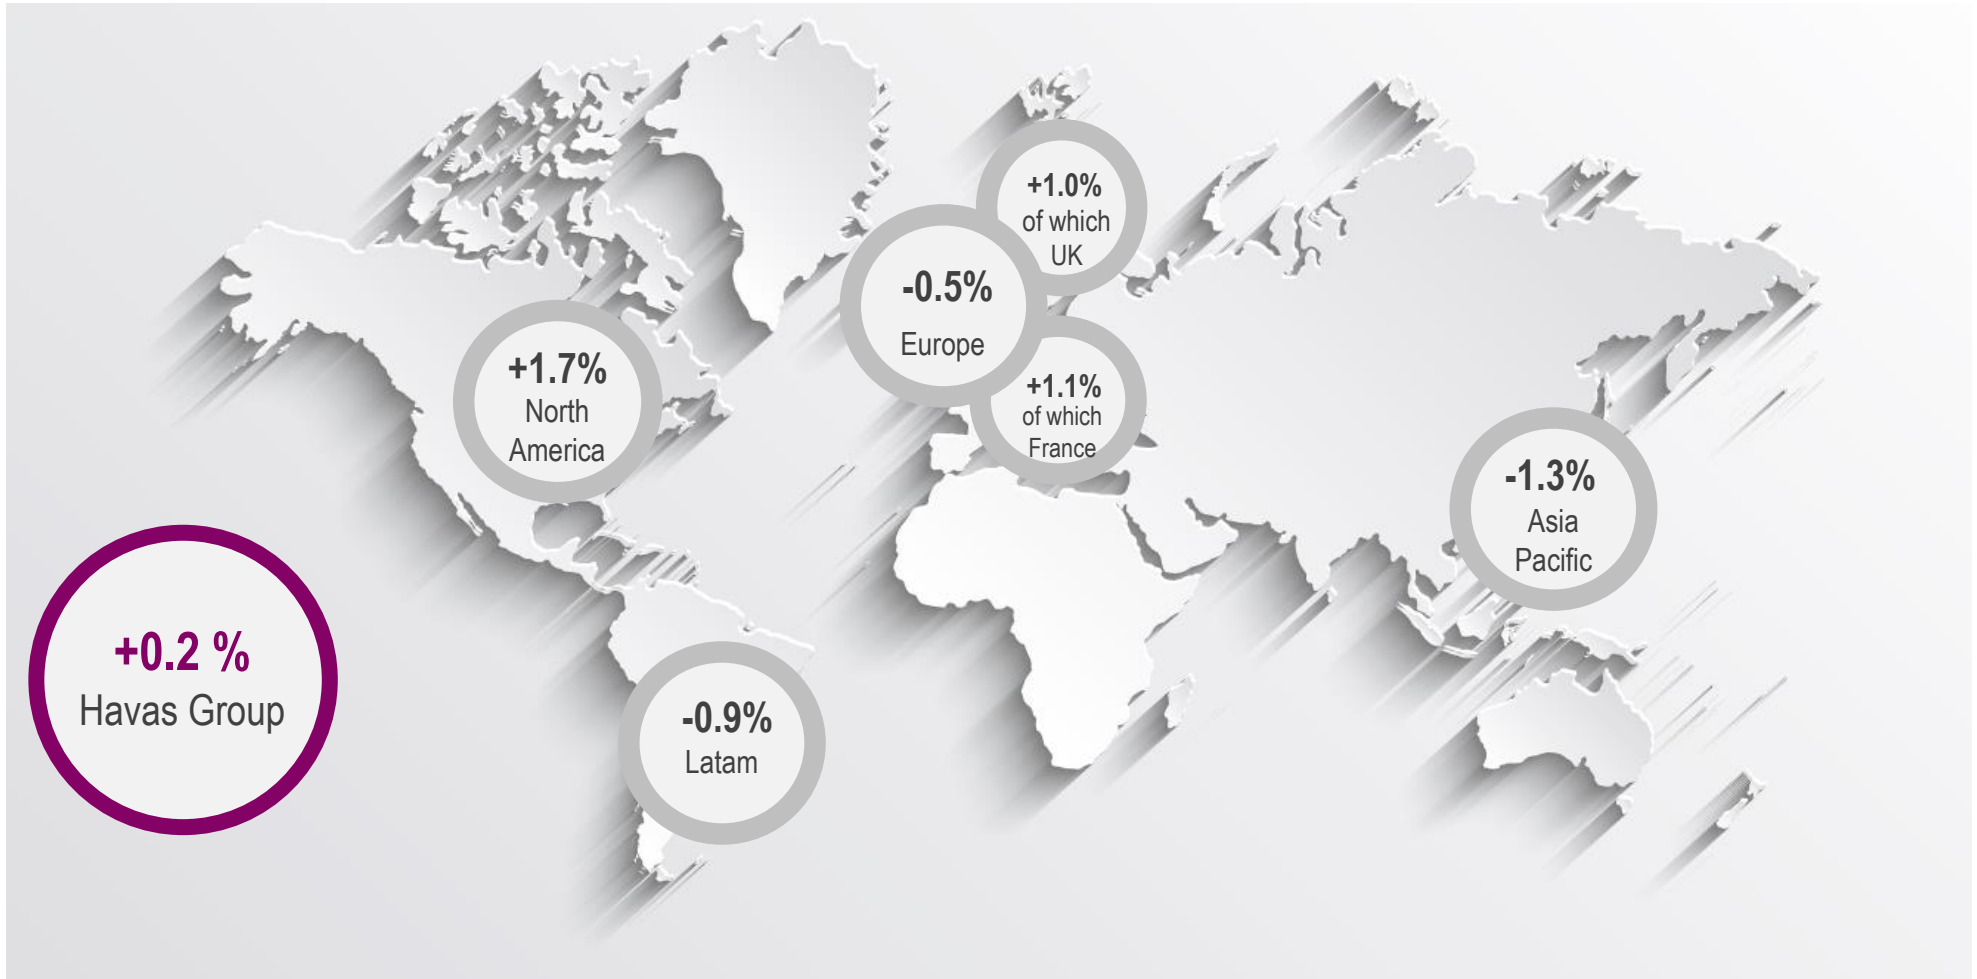 +1.0%
of which
UK
-0.5%
Europe
+1.7%
North
America
+1.1%
of which
France
-1.3%
Asia
Pacific
+0.2 %
Havas Group
-0.9%
Latam